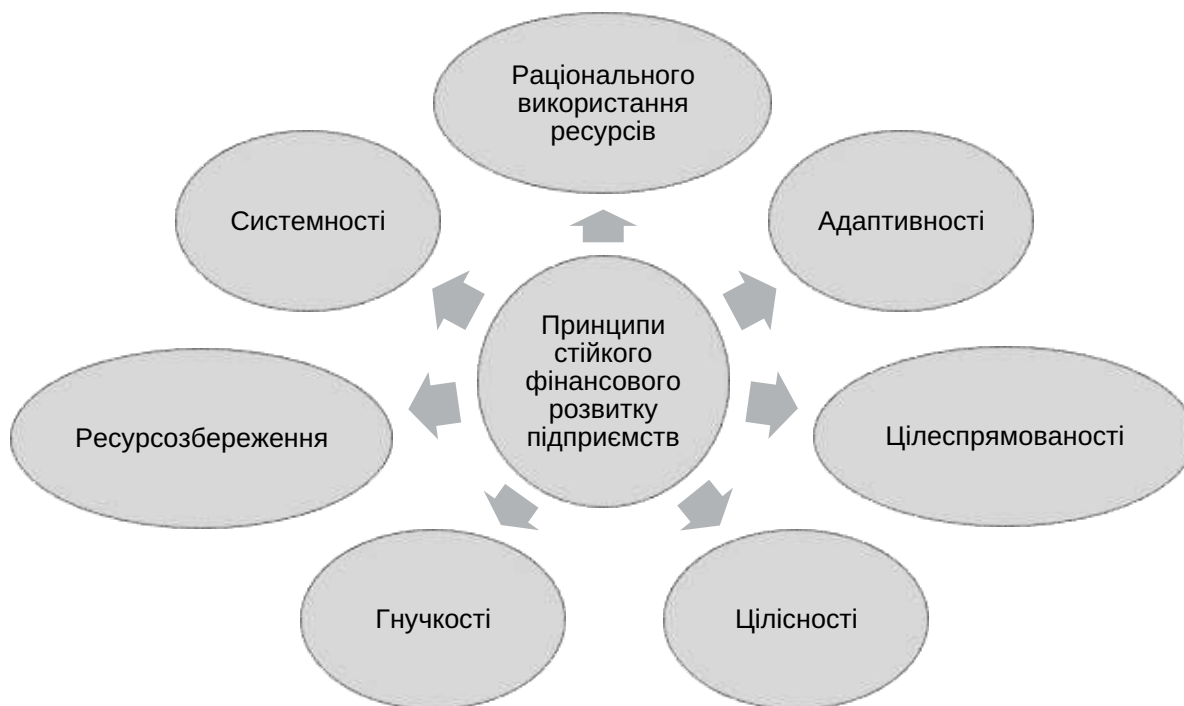 Раціонального
використання
ресурсів
Системності
Адаптивності
Принципи
стійкого
фінансового
розвитку
підприємств
Ресурсозбереження
Цілеспрямованості
Гнучкості
Цілісності